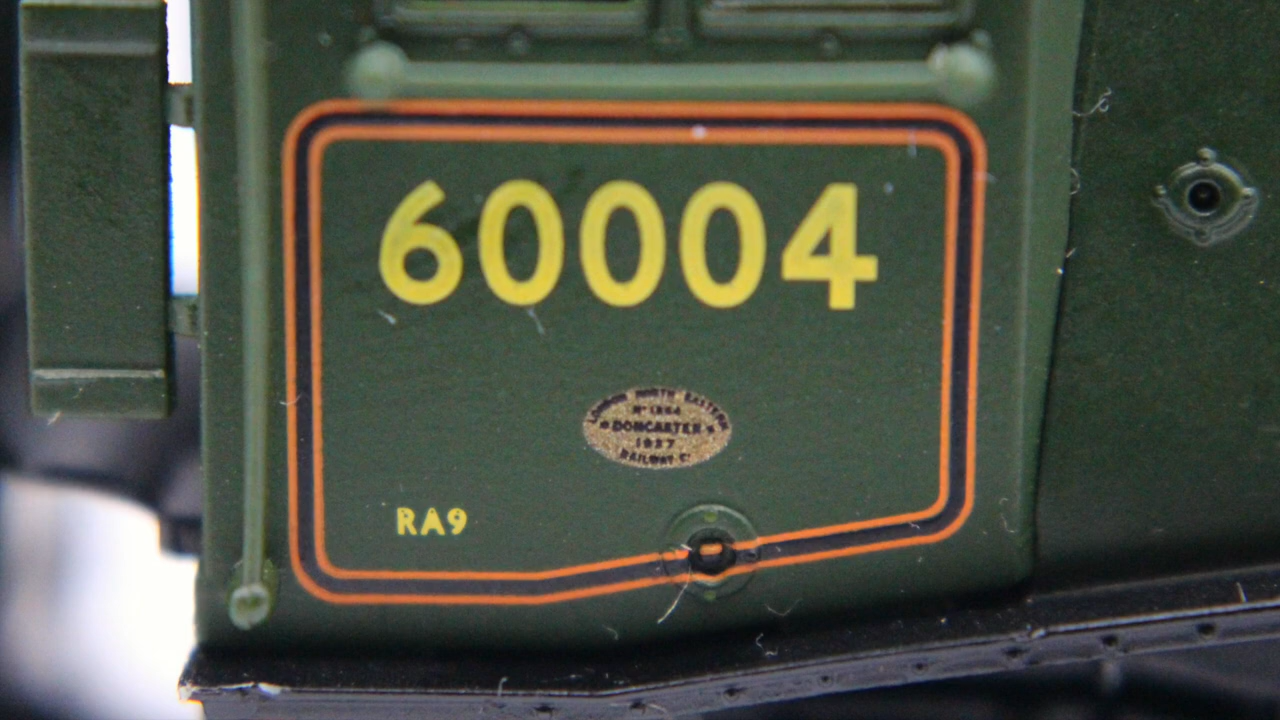 60004
LONDON NORTH EASTERN
Nº 1864
DONCASTER
1937
RAILWAY Cº
RA9